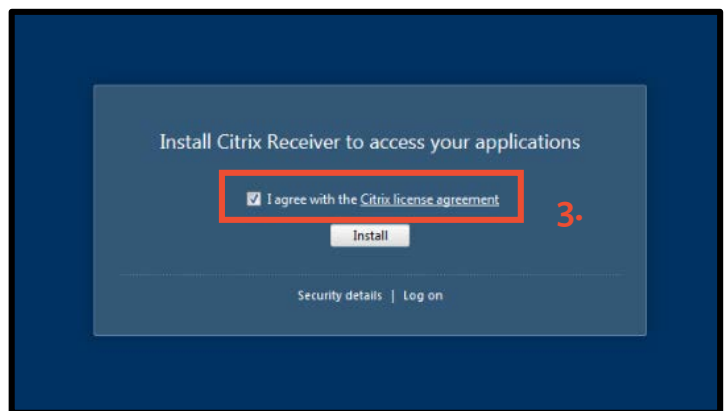 Install Citrix Receiver to access your applications
I agree with the Citrix license agreement
3.
Install
Security details | Log on